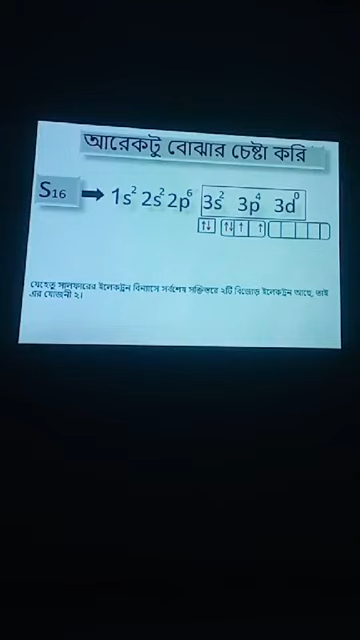 আরেকটু বোঝার চেষ্টা করি
S₁₆ ➡ 1s² 2s² 2p⁶ 3s² 3p⁴ 3d⁰
↑↓ ↑↓ ↑ ↑
যেহেতু সালফারের ইলেকট্রন বিন্যাসে সর্বশেষ শক্তিস্তরে ২টি বিজোড় ইলেকট্রন আছে, তাই
এর যোজনী ২।